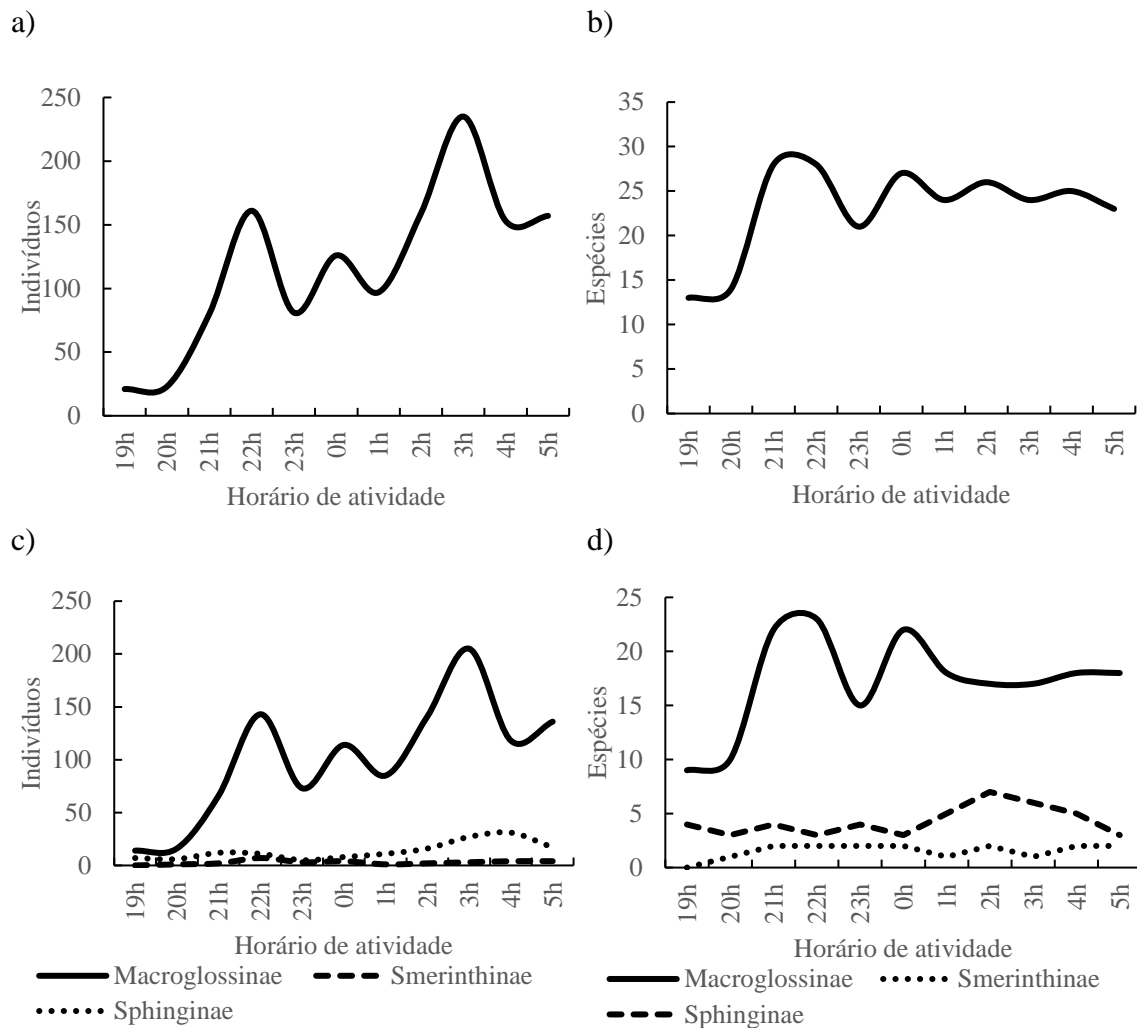 a)
250
200
150
100
50
0
Indivíduos
19h
20h
21h
22h
23h
0h
1h
2h
3h
4h
5h
Horário de atividade
b)
35
30
25
20
15
10
5
0
Espécies
19h
20h
21h
22h
23h
0h
1h
2h
3h
4h
5h
Horário de atividade
c)
250
200
150
100
50
0
Indivíduos
19h
20h
21h
22h
23h
0h
1h
2h
3h
4h
5h
Horário de atividade
Macroglossinae
Smerinthinae
Sphinginae
d)
25
20
15
10
5
0
Espécies
19h
20h
21h
22h
23h
0h
1h
2h
3h
4h
5h
Horário de atividade
Macroglossinae
Smerinthinae
Sphinginae